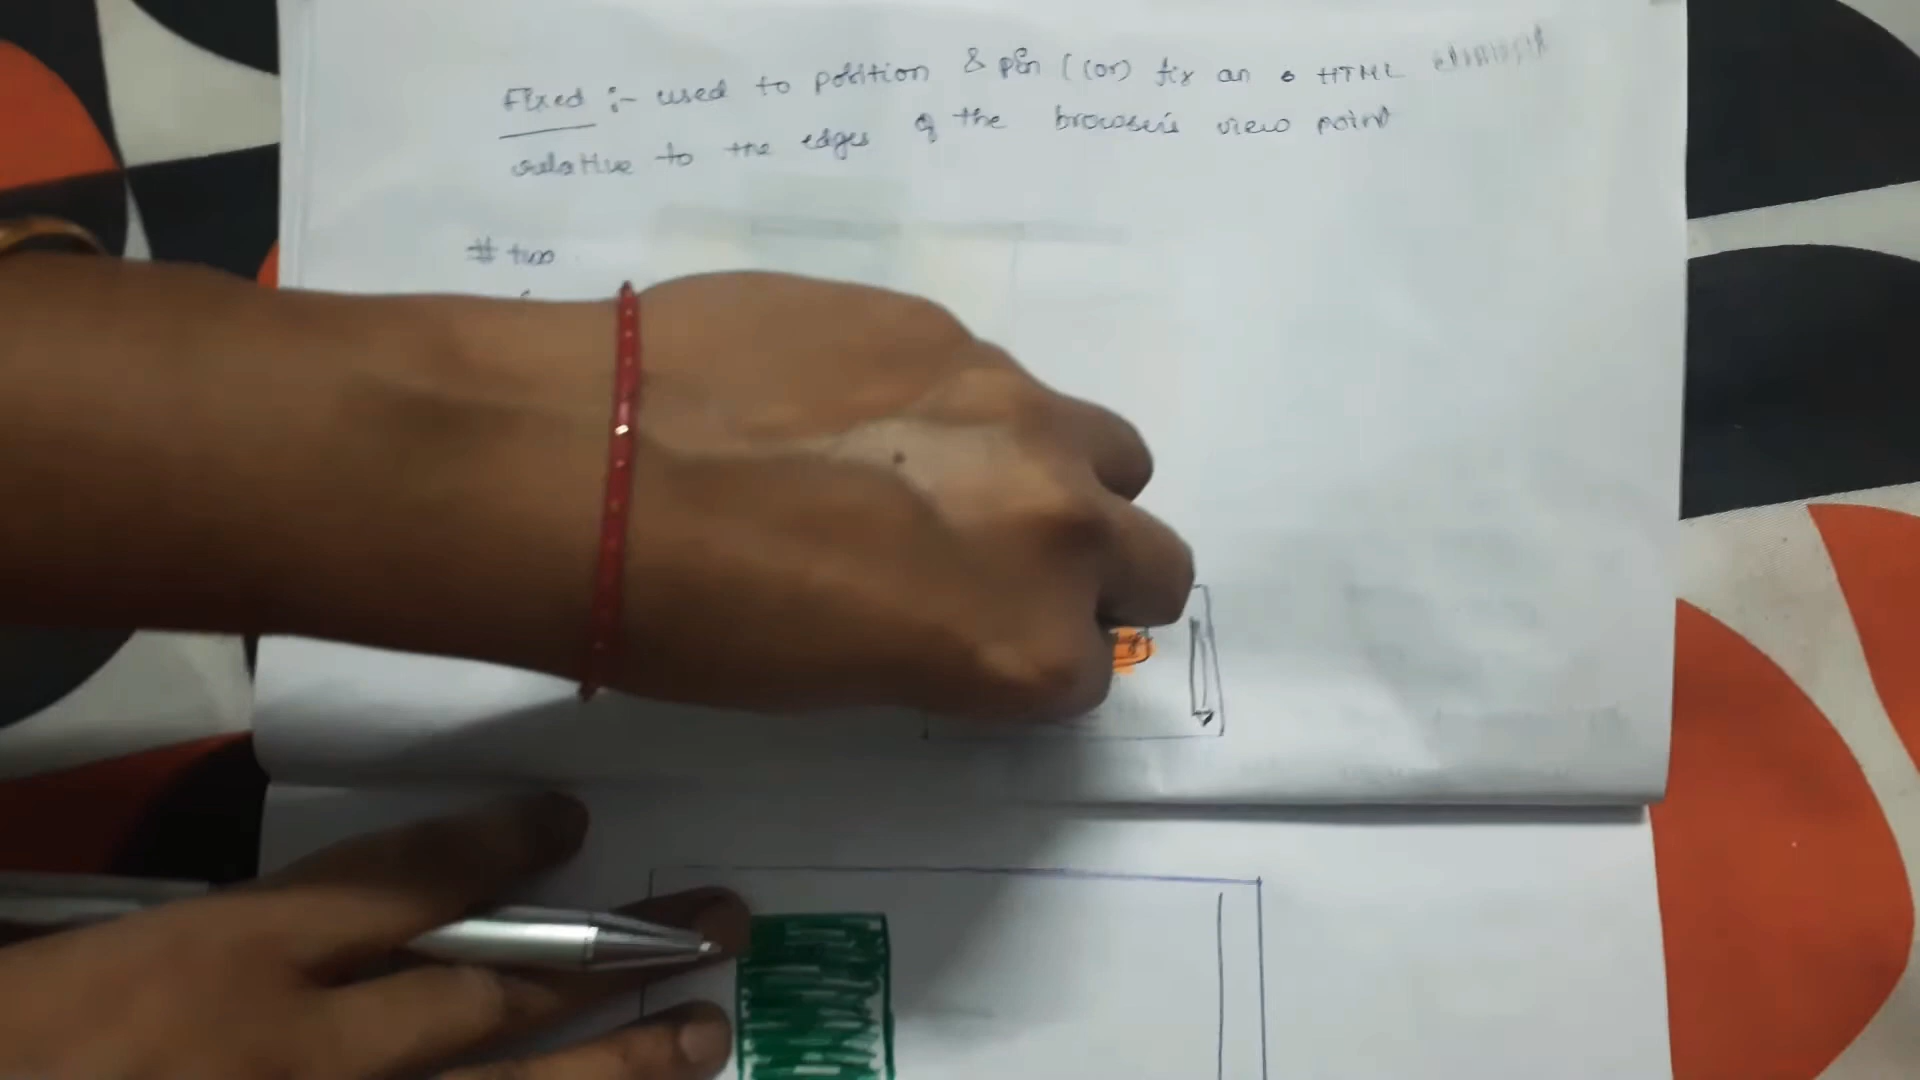 Fixed :- used to position & pin (or) fix an HTML element
relative to the edges of the browser's view point
# two